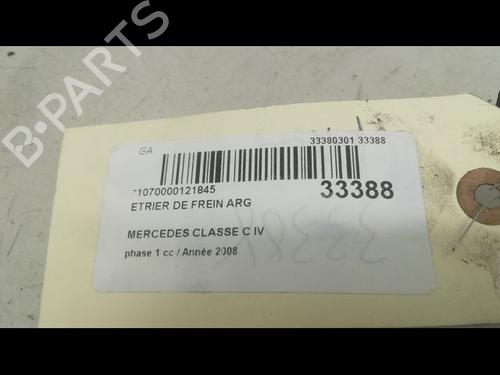 B-PARTS
GA
33380301 33388
*1070000121845
33388
ETRIER DE FREIN ARG
MERCEDES CLASSE C IV
phase 1 cc / Année 2008